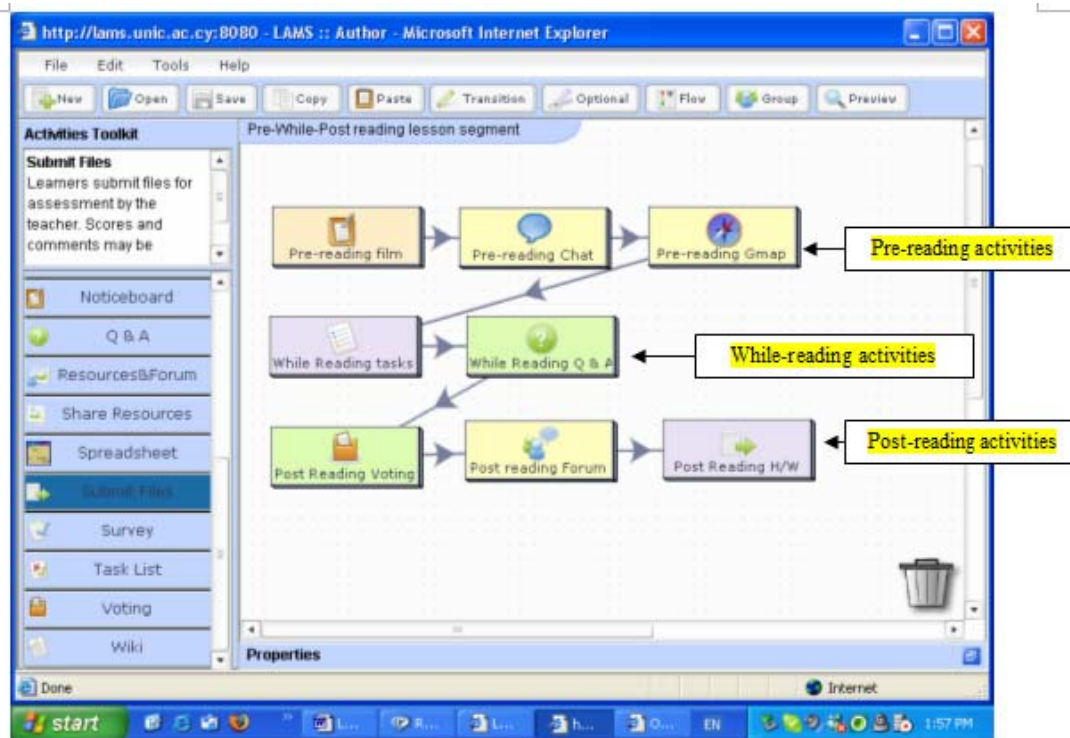 http://lams.unic.ac.cy:8080 - LAMS :: Author - Microsoft Internet Explorer
File Edit Tools Help
New Open Save Copy Paste Transition Optional Flow Group Preview
Activities Toolkit
Pre-While-Post reading lesson segment
Submit Files
Learners submit files for
assessment by the
teacher. Scores and
comments may be
Pre-reading film
Pre-reading Chat
Pre-reading Gmap
Pre-reading activities
Noticeboard
Q & A
Resources&Forum
Share Resources
Spreadsheet
Submit Files
Survey
Task List
Voting
Wiki
While Reading tasks
While Reading Q & A
While-reading activities
Post Reading Voting
Post reading Forum
Post Reading H/W
Post-reading activities
Properties
Done
Internet
start
L...
R...
L...
h...
O...
EN
1:57 PM